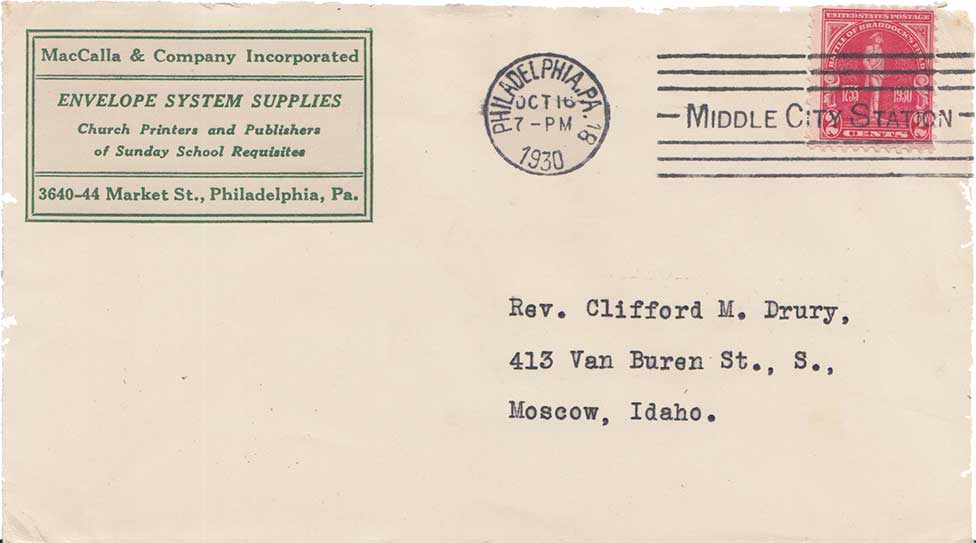 MacCalla & Company Incorporated
ENVELOPE SYSTEM SUPPLIES
Church Printers and Publishers
of Sunday School Requisites
3640-44 Market St., Philadelphia, Pa.
PHILADELPHIA, PA. 18
OCT 16
7-PM
1930
MIDDLE CITY STATION
UNITED STATES POSTAGE
BATTLE OF BRADDOCK'S FIELD
1755 1930
2 CENTS 2
Rev. Clifford M. Drury,
413 Van Buren St., S.,
Moscow, Idaho.